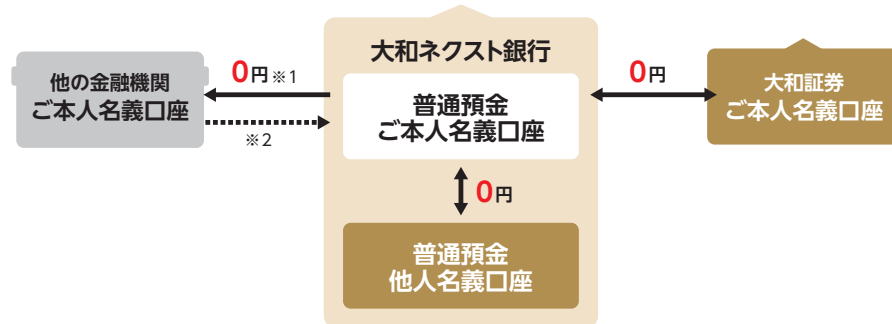 大和ネクスト銀行
他の金融機関
ご本人名義口座
0円※1
※2
普通預金
ご本人名義口座
0円
大和証券
ご本人名義口座
0円
普通預金
他人名義口座